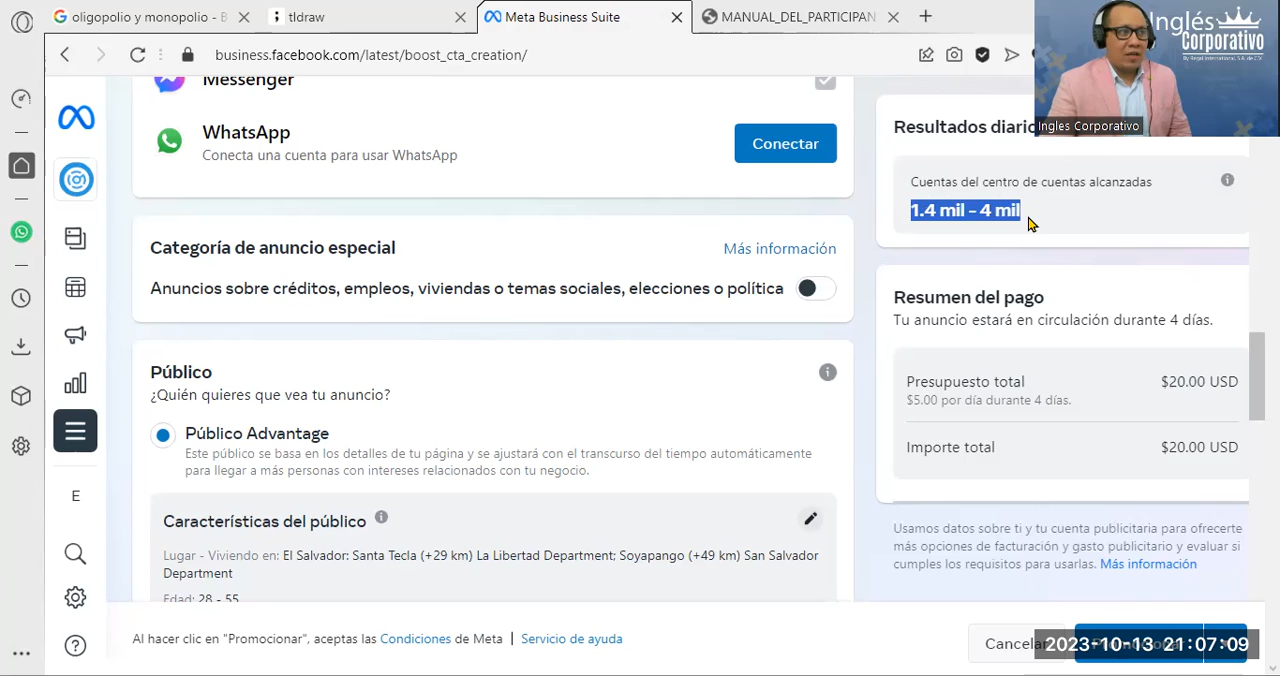 oligopolio y monopolio - B
tldraw
Meta Business Suite
MANUAL_DEL_PARTICIPAN
business.facebook.com/latest/boost_cta_creation/
Inglés
Corporativo
By Regal International, S.A. de C.V.
Ingles Corporativo
Messenger
WhatsApp
Conecta una cuenta para usar WhatsApp
Conectar
Categoría de anuncio especial
Más información
Anuncios sobre créditos, empleos, viviendas o temas sociales, elecciones o política
Público
¿Quién quieres que vea tu anuncio?
Público Advantage
Este público se basa en los detalles de tu página y se ajustará con el transcurso del tiempo automáticamente
para llegar a más personas con intereses relacionados con tu negocio.
Características del público
Lugar - Viviendo en: El Salvador: Santa Tecla (+29 km) La Libertad Department; Soyapango (+49 km) San Salvador
Department
Edad: 28 - 55
Resultados diario
Cuentas del centro de cuentas alcanzadas
1.4 mil - 4 mil
Resumen del pago
Tu anuncio estará en circulación durante 4 días.
Presupuesto total
$20.00 USD
$5.00 por día durante 4 días.
Importe total
$20.00 USD
Usamos datos sobre ti y tu cuenta publicitaria para ofrecerte
más opciones de facturación y gasto publicitario y evaluar si
cumples los requisitos para usarlas. Más información
E
Al hacer clic en "Promocionar", aceptas las Condiciones de Meta | Servicio de ayuda
Cancelar
2023-10-13 21:07:09